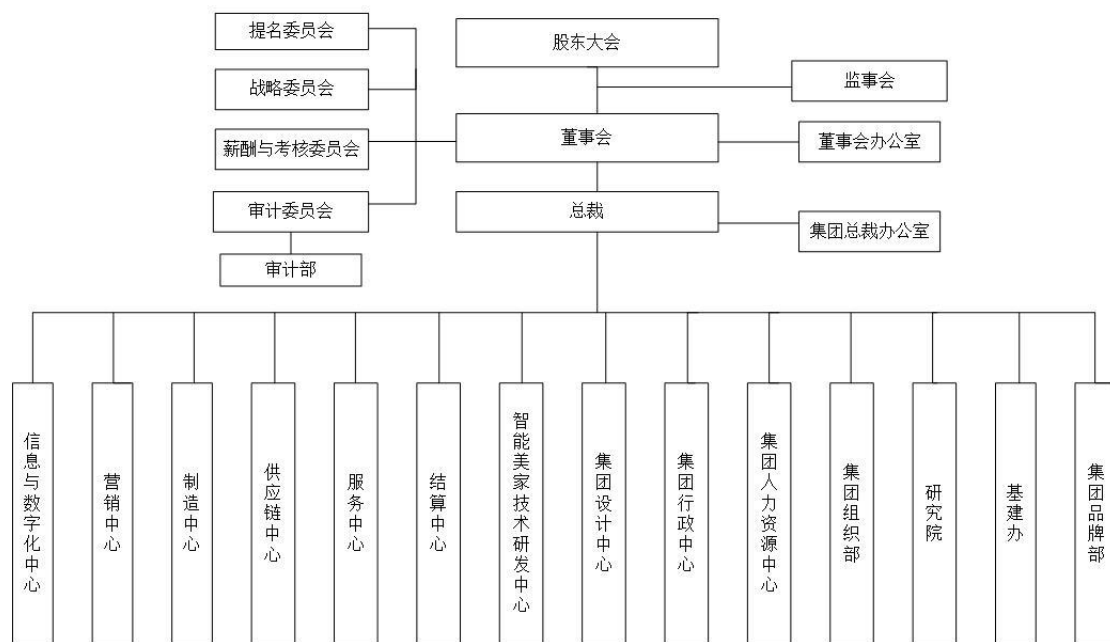 提名委员会
股东大会
战略委员会
监事会
薪酬与考核委员会
董事会
董事会办公室
审计委员会
总裁
集团总裁办公室
审计部
信息与数字化中心
营销中心
制造中心
供应链中心
服务中心
结算中心
智能美家技术研发中心
集团设计中心
集团行政中心
集团人力资源中心
集团组织部
研究院
基建办
集团品牌部